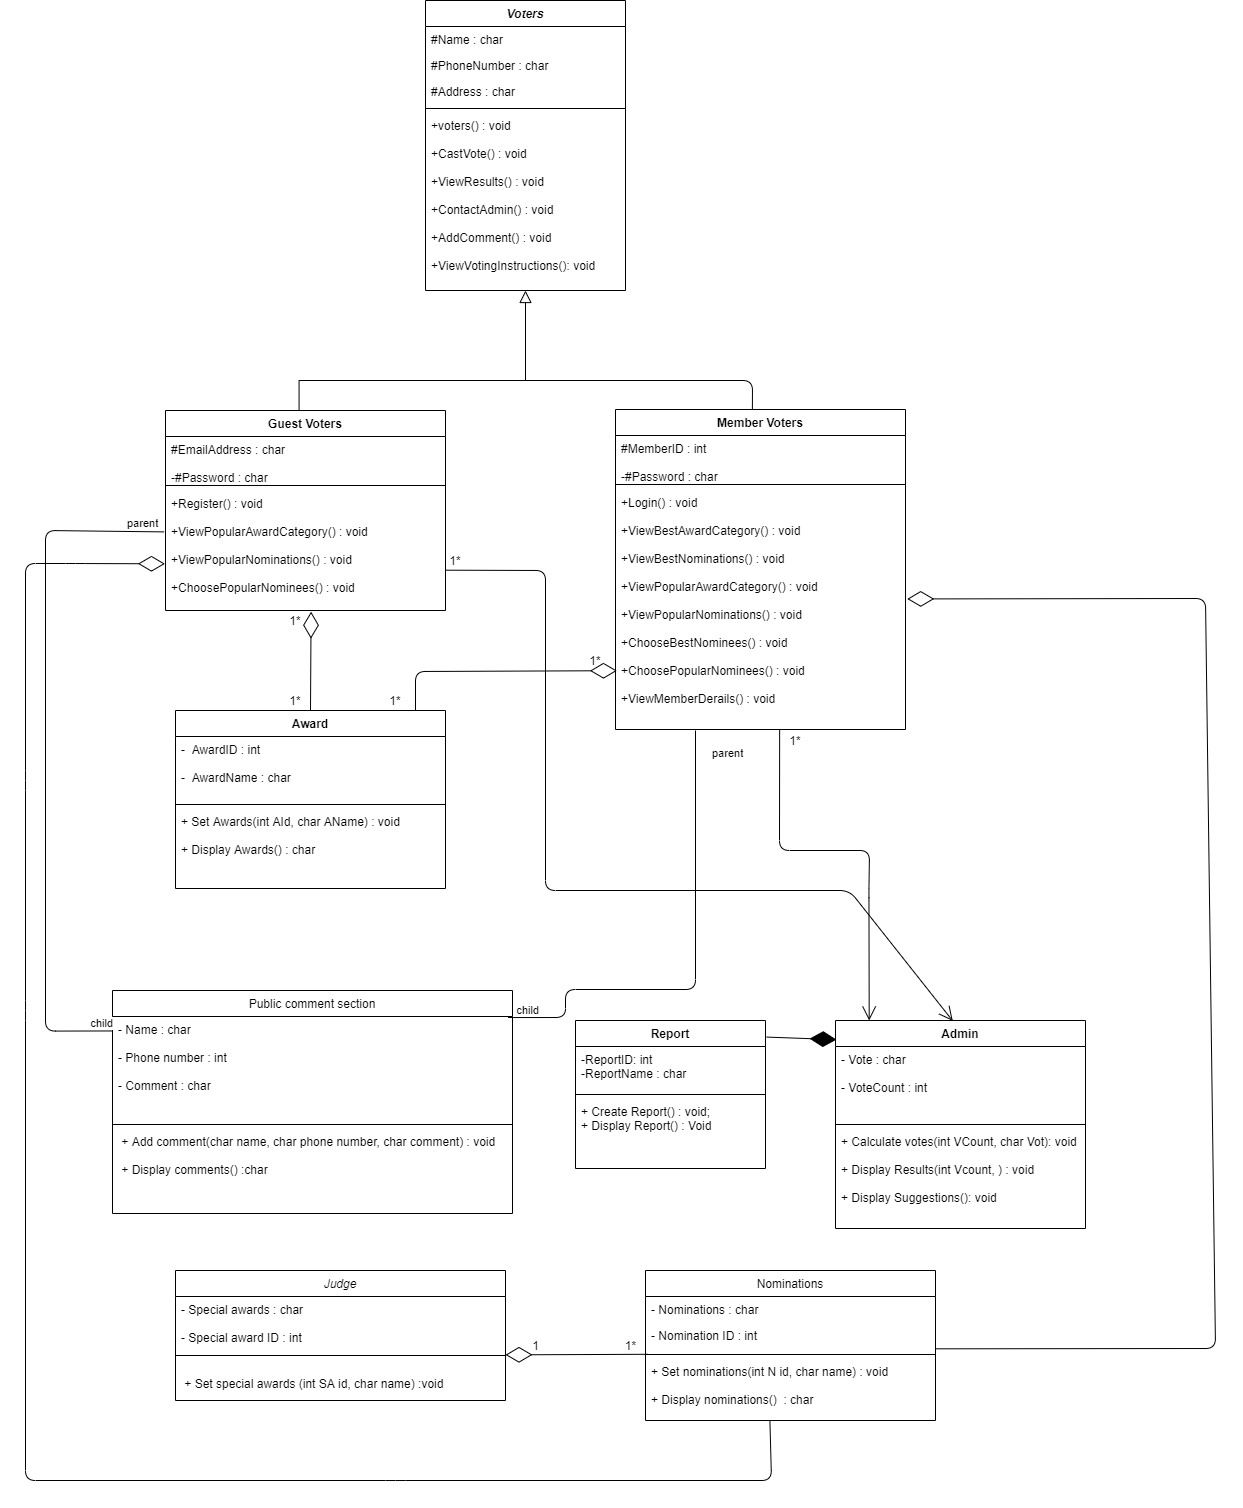 Voters
#Name : char
#PhoneNumber : char
#Address : char
+voters() : void
+CastVote() : void
+ViewResults() : void
+ContactAdmin() : void
+AddComment() : void
+ViewVotingInstructions(): void
Guest Voters
#EmailAddress : char
-#Password : char
+Register() : void
+ViewPopularAwardCategory() : void
+ViewPopularNominations() : void
+ChoosePopularNominees() : void
Member Voters
#MemberID : int
-#Password : char
+Login() : void
+ViewBestAwardCategory() : void
+ViewBestNominations() : void
+ViewPopularAwardCategory() : void
+ViewPopularNominations() : void
+ChooseBestNominees() : void
+ChoosePopularNominees() : void
+ViewMemberDerails() : void
parent
1*
1*
1*
1*
1*
parent
1*
Award
- AwardID : int
- AwardName : char
+ Set Awards(int AId, char AName) : void
+ Display Awards() : char
Public comment section
child
child
- Name : char
- Phone number : int
- Comment : char
+ Add comment(char name, char phone number, char comment) : void
+ Display comments() :char
Report
-ReportID: int
-ReportName : char
+ Create Report() : void;
+ Display Report() : Void
Admin
- Vote : char
- VoteCount : int
+ Calculate votes(int VCount, char Vot): void
+ Display Results(int Vcount, ) : void
+ Display Suggestions(): void
Judge
- Special awards : char
- Special award ID : int
+ Set special awards (int SA id, char name) :void
1
1*
Nominations
- Nominations : char
- Nomination ID : int
+ Set nominations(int N id, char name) : void
+ Display nominations() : char